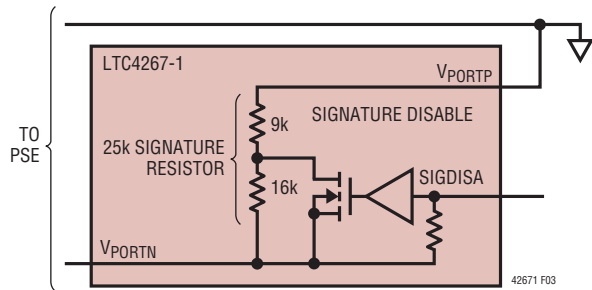 LTC4267-1
VPORTP
9k
SIGNATURE DISABLE
TO
PSE
25k SIGNATURE
RESISTOR
16k
SIGDISA
VPORTN
42671 F03